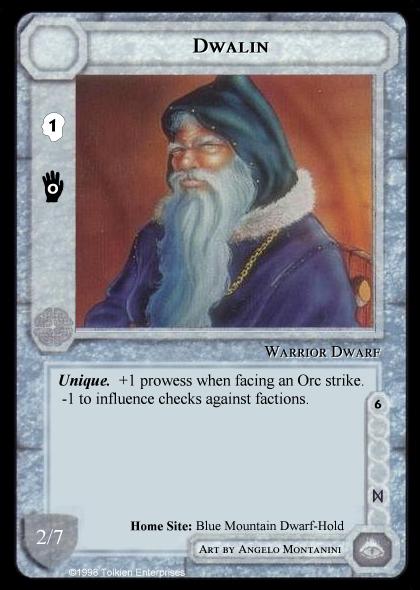 Dwalin
1
Warrior Dwarf
Unique. +1 prowess when facing an Orc strike.
-1 to influence checks against factions.
6
ᛞ
Home Site: Blue Mountain Dwarf-Hold
2/7
Art by Angelo Montanini
©1998 Tolkien Enterprises